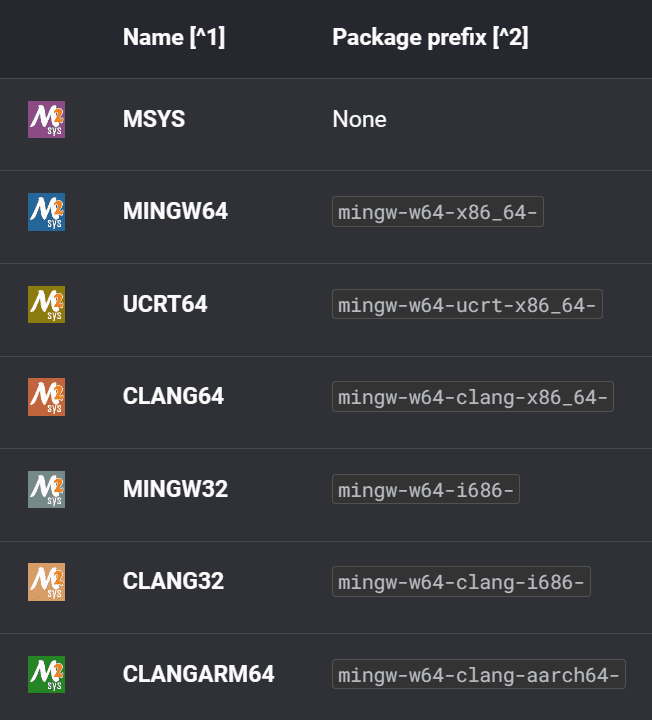 Name [^1] Package prefix [^2]
M2 sys MSYS None
M2 sys MINGW64 mingw-w64-x86_64-
M2 sys UCRT64 mingw-w64-ucrt-x86_64-
M2 sys CLANG64 mingw-w64-clang-x86_64-
M2 sys MINGW32 mingw-w64-i686-
M2 sys CLANG32 mingw-w64-clang-i686-
M2 sys CLANGARM64 mingw-w64-clang-aarch64-